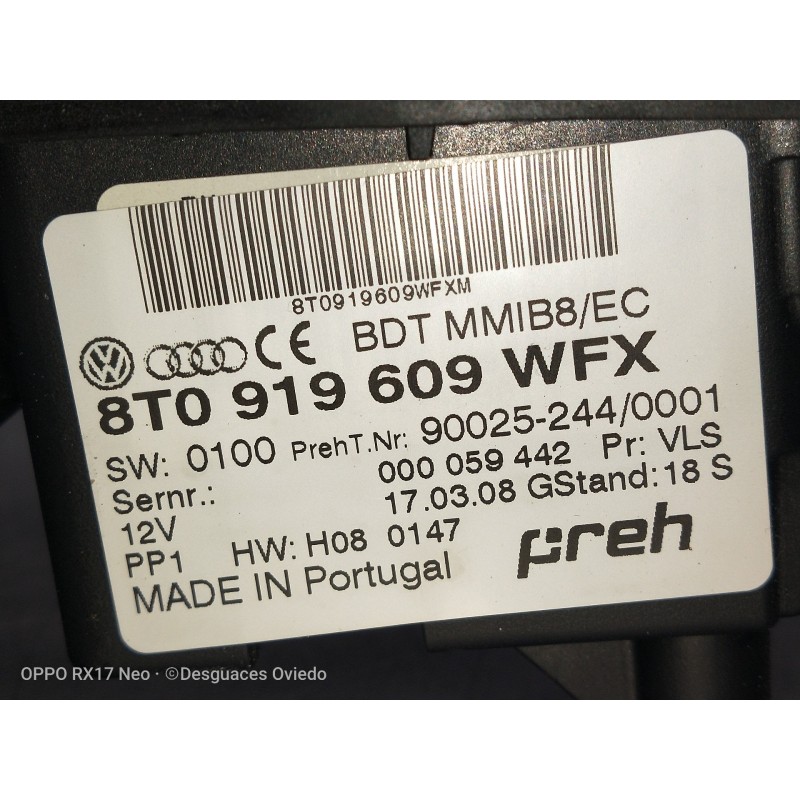 8T0919609WFXM
BDT MMIB8/EC
8T0 919 609 WFX
SW: 0100 PrehT.Nr: 90025-244/0001
Sernr.: 000 059 442 Pr: VLS
12V 17.03.08 GStand: 18 S
PP1 HW: H08 0147
preh
MADE IN Portugal
OPPO RX17 Neo · ©Desguaces Oviedo